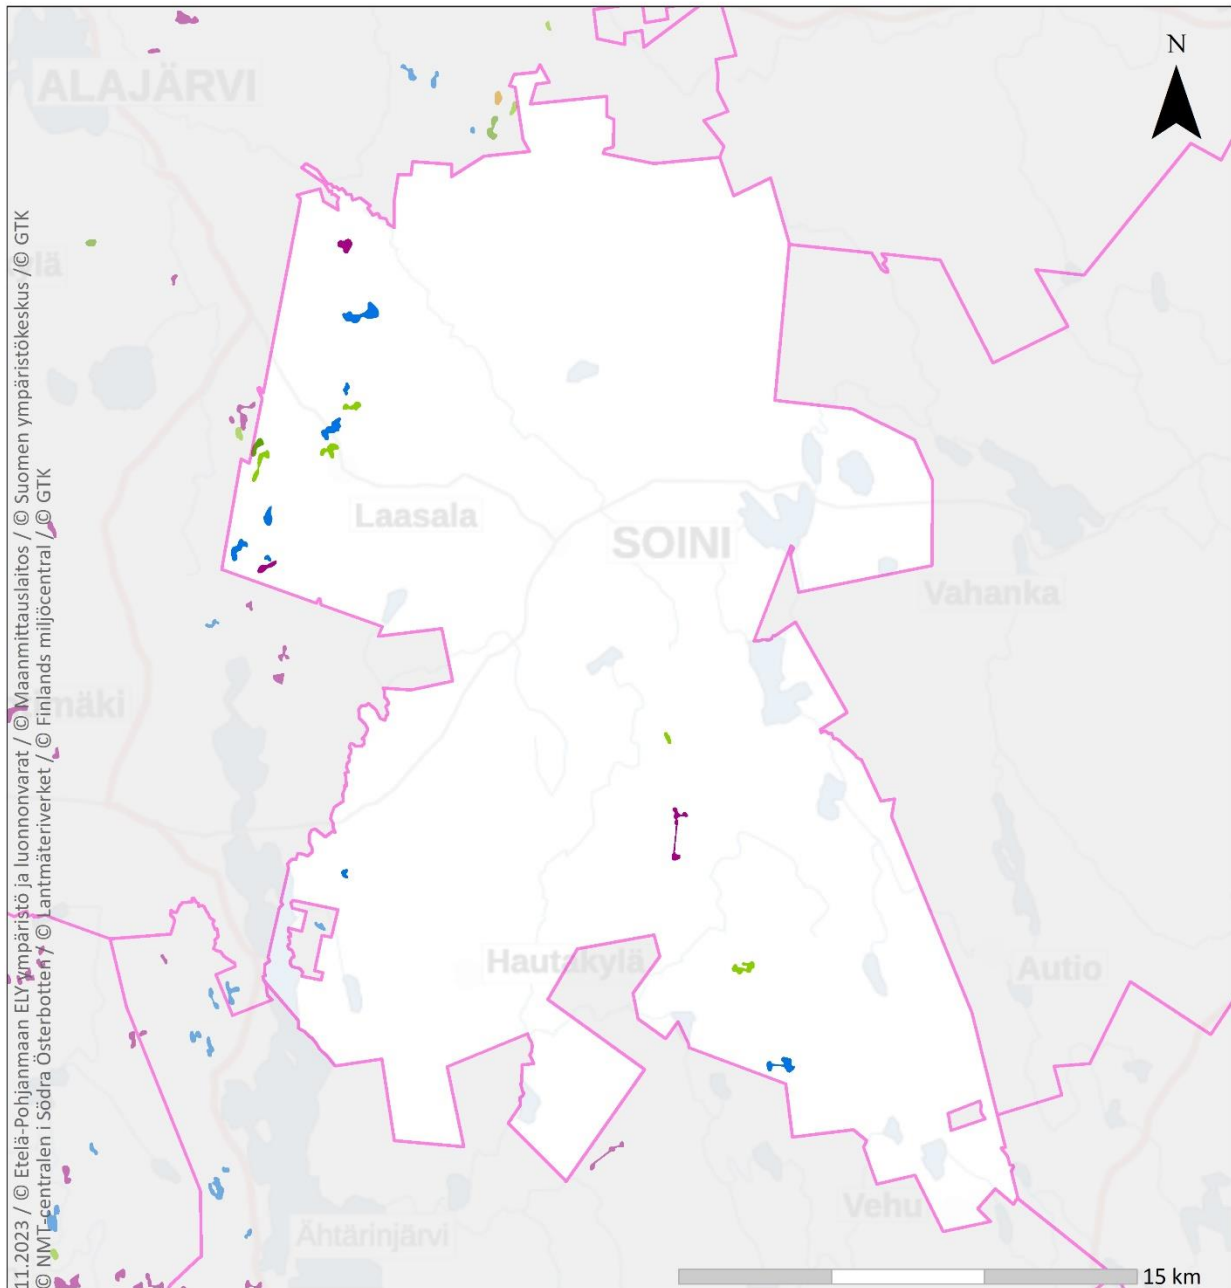 N
ALAJÄRVI
Laasala
SOINI
Vahanka
Hautakylä
Autio
Vehu
Ähtärinjärvi
15 km
11.2023 / © Etelä-Pohjanmaan ELY ympäristö ja luonnonvarat / © Maanmittauslaitos / © Suomen ympäristökeskus /© GTK
© NMT-centralen i Södra Österbotten / © Lantmäteriverket / © Finlands miljöcentral / © GTK